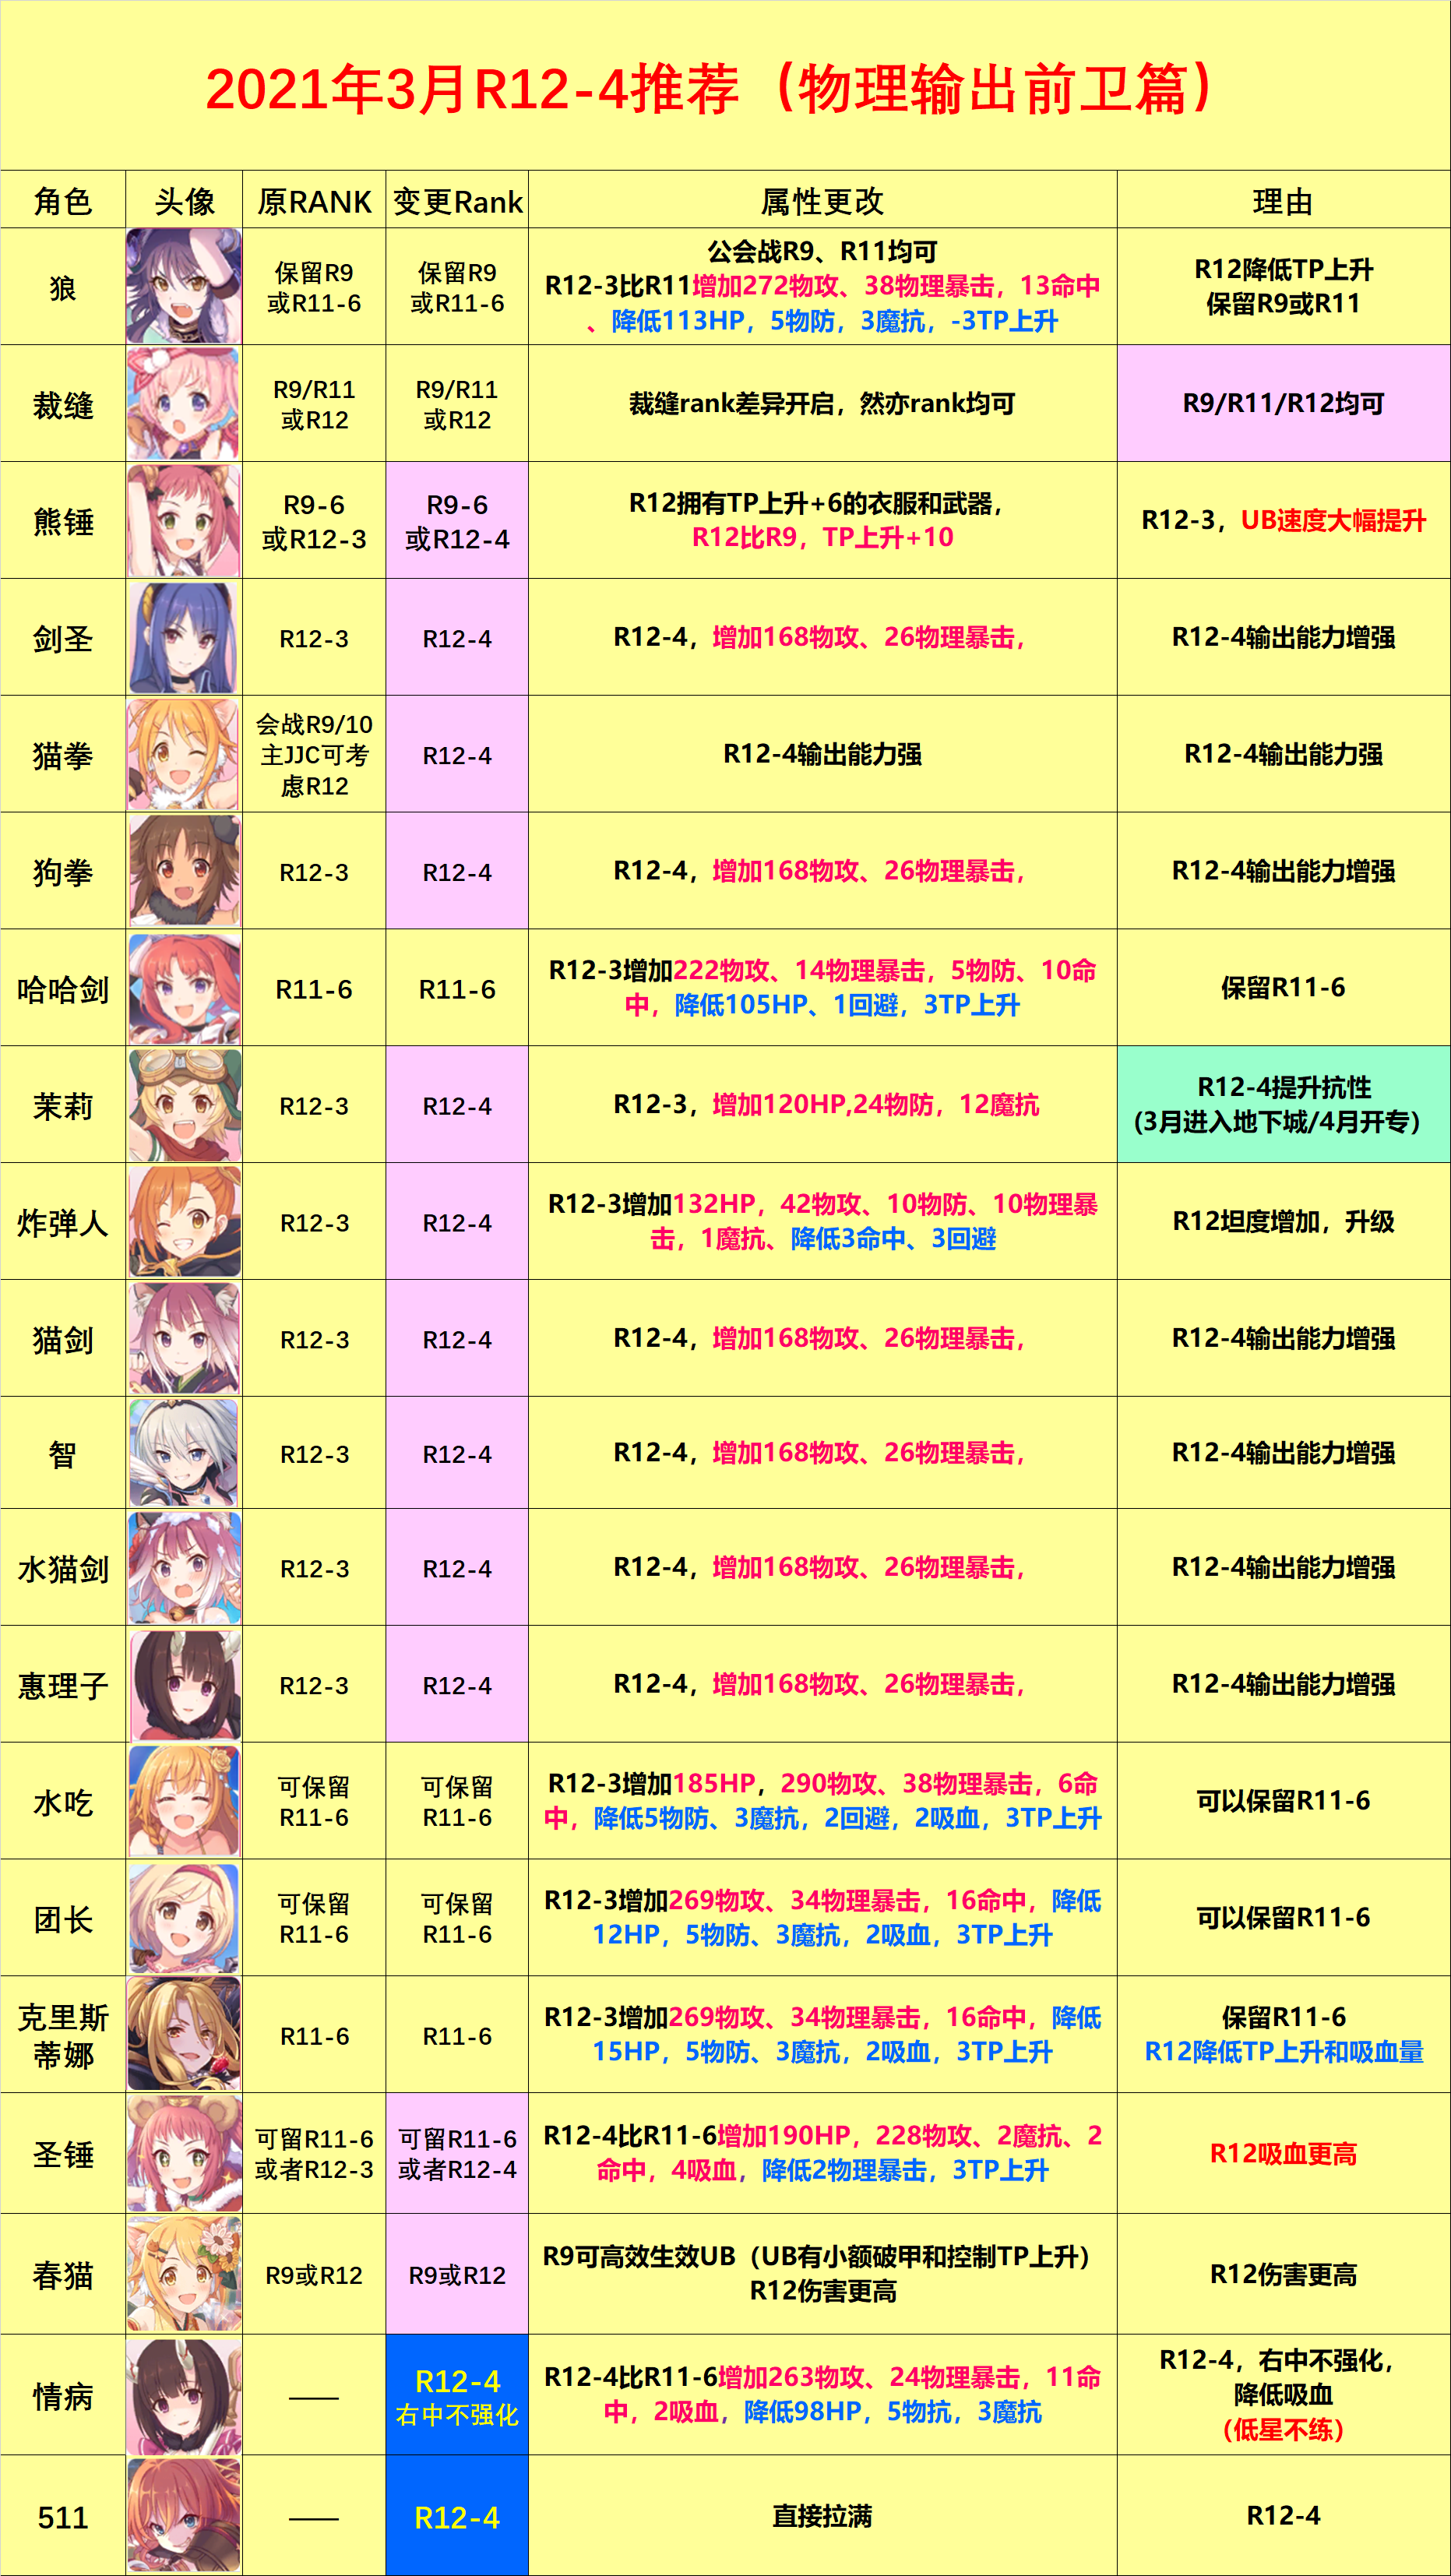 2021年3月R12-4推荐（物理输出前卫篇）
角色 头像 原RANK 变更Rank 属性更改 理由
狼
保留R9
或R11-6
保留R9
或R11-6
公会战R9、R11均可
R12-3比R11增加272物攻、38物理暴击，13命中
、降低113HP，5物防，3魔抗，-3TP上升
R12降低TP上升
保留R9或R11
裁缝
R9/R11
或R12
R9/R11
或R12
裁缝rank差异开启，然亦rank均可
R9/R11/R12均可
熊锤
R9-6
或R12-3
R9-6
或R12-4
R12拥有TP上升+6的衣服和武器，
R12比R9，TP上升+10
R12-3，UB速度大幅提升
剑圣
R12-3
R12-4
R12-4，增加168物攻、26物理暴击，
R12-4输出能力增强
猫拳
会战R9/10
主JJC可考
虑R12
R12-4
R12-4输出能力强
R12-4输出能力强
狗拳
R12-3
R12-4
R12-4，增加168物攻、26物理暴击，
R12-4输出能力增强
哈哈剑
R11-6
R11-6
R12-3增加222物攻、14物理暴击，5物防、10命
中，降低105HP、1回避，3TP上升
保留R11-6
茉莉
R12-3
R12-4
R12-3，增加120HP,24物防，12魔抗
R12-4提升抗性
(3月进入地下城/4月开专）
炸弹人
R12-3
R12-4
R12-3增加132HP，42物攻、10物防、10物理暴
击，1魔抗、降低3命中、3回避
R12坦度增加，升级
猫剑
R12-3
R12-4
R12-4，增加168物攻、26物理暴击，
R12-4输出能力增强
智
R12-3
R12-4
R12-4，增加168物攻、26物理暴击，
R12-4输出能力增强
水猫剑
R12-3
R12-4
R12-4，增加168物攻、26物理暴击，
R12-4输出能力增强
惠理子
R12-3
R12-4
R12-4，增加168物攻、26物理暴击，
R12-4输出能力增强
水吃
可保留
R11-6
可保留
R11-6
R12-3增加185HP，290物攻、38物理暴击，6命
中，降低5物防、3魔抗，2回避，2吸血，3TP上升
可以保留R11-6
团长
可保留
R11-6
可保留
R11-6
R12-3增加269物攻、34物理暴击，16命中，降低
12HP，5物防、3魔抗，2吸血，3TP上升
可以保留R11-6
克里斯
蒂娜
R11-6
R11-6
R12-3增加269物攻、34物理暴击，16命中，降低
15HP，5物防、3魔抗，2吸血，3TP上升
保留R11-6
R12降低TP上升和吸血量
圣锤
可留R11-6
或者R12-3
可留R11-6
或者R12-4
R12-4比R11-6增加190HP，228物攻、2魔抗、2
命中，4吸血，降低2物理暴击，3TP上升
R12吸血更高
春猫
R9或R12
R9或R12
R9可高效生效UB（UB有小额破甲和控制TP上升）
R12伤害更高
R12伤害更高
情病
——
R12-4
右中不强化
R12-4比R11-6增加263物攻、24物理暴击，11命
中，2吸血，降低98HP，5物抗，3魔抗
R12-4，右中不强化，
降低吸血
（低星不练）
511
——
R12-4
直接拉满
R12-4